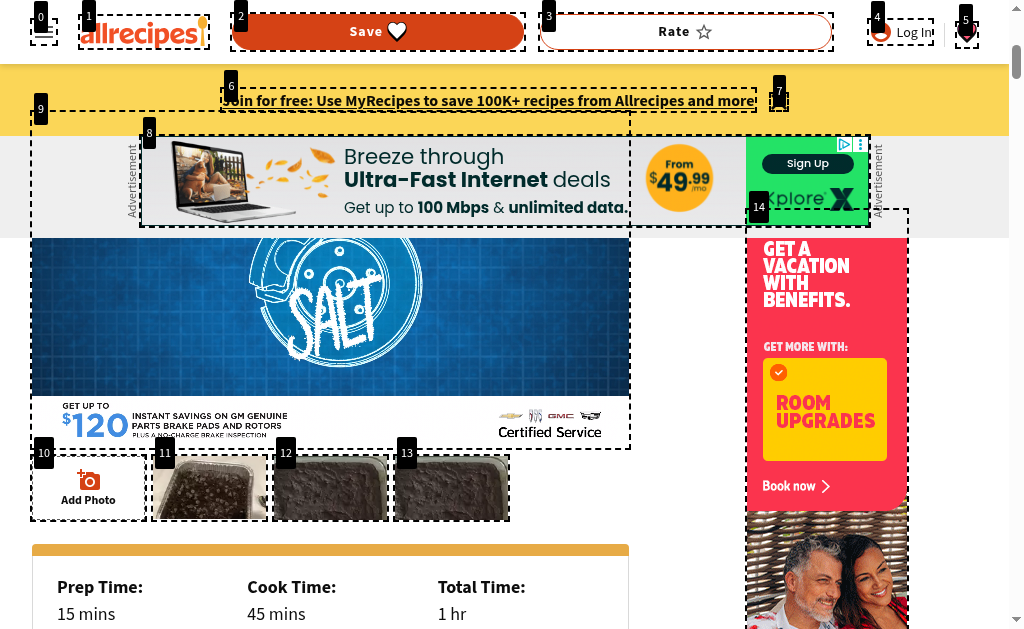 0
1
2
3
4
5
allrecipes
Save
Rate
Log In
6
7
Join for free: Use MyRecipes to save 100K+ recipes from Allrecipes and more
9
8
Advertisement
Breeze through
Ultra-Fast Internet deals
Get up to 100 Mbps & unlimited data.
From
$49.99
/mo
Sign Up
Xplore X
Advertisement
14
SALT
GET A
VACATION
WITH
BENEFITS.
GET MORE WITH:
ROOM
UPGRADES
Book now
GET UP TO
$120
INSTANT SAVINGS ON GM GENUINE
PARTS BRAKE PADS AND ROTORS
PLUS A NO-CHARGE BRAKE INSPECTION.
GMC
Certified Service
10
11
12
13
Add Photo
Prep Time:
Cook Time:
Total Time:
15 mins
45 mins
1 hr